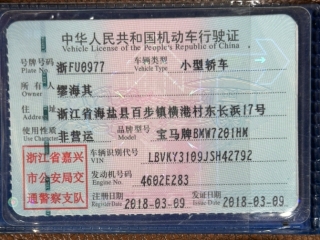 中华人民共和国机动车行驶证
Vehicle License of the People's Republic of China
号牌号码 浙FU0977 车辆类型 小型轿车
Plate No. Vehicle Type
所有人 缪海其
住址 浙江省海盐县百步镇横港村东长浜17号
使用性质 非营运 品牌型号 宝马牌BMW7201HM
Use Character Model
浙江省嘉兴
市公安局交
通警察支队
车辆识别代号 LBVKY3109JSH42792
VIN
发动机号码 4602E283
Engine No.
注册日期 2018-03-09 发证日期 2018-03-09
Register Date Issue Date